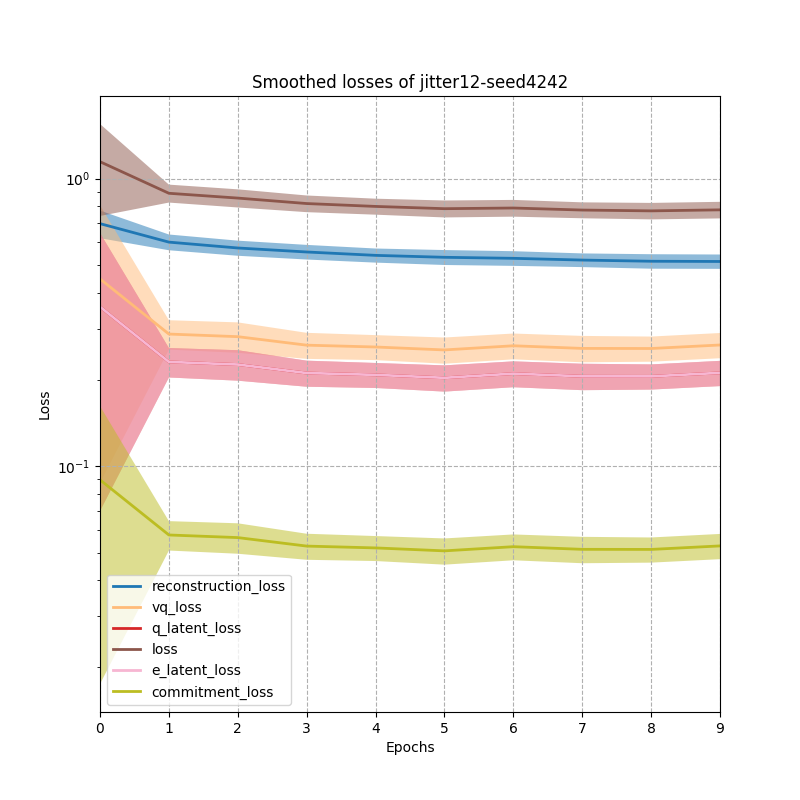 Smoothed losses of jitter12-seed4242
10⁰
10⁻¹
Loss
reconstruction_loss
vq_loss
q_latent_loss
loss
e_latent_loss
commitment_loss
0 1 2 3 4 5 6 7 8 9
Epochs